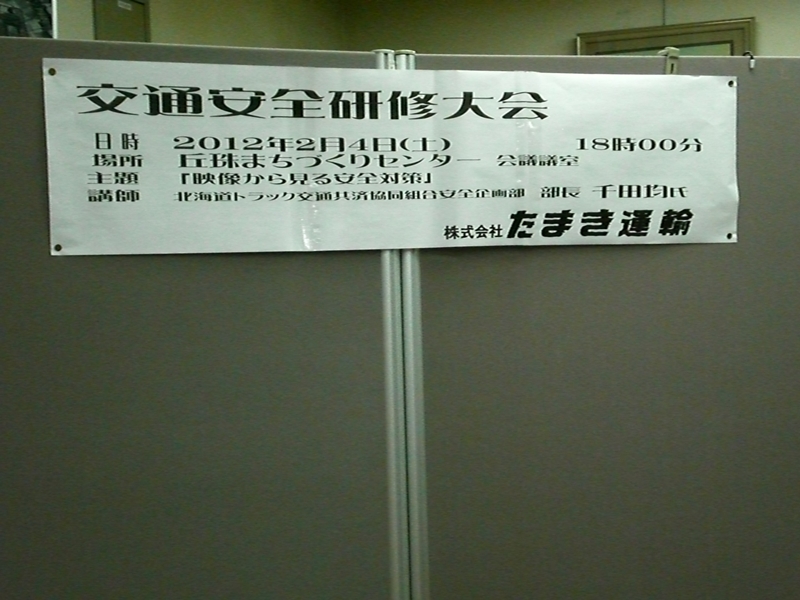 交通安全研修大会
日時 2012年2月4日(土) 18時00分
場所 丘珠まちづくりセンター 会議議室
主題 「映像から見る安全対策」
講師 北海道トラック交通共済協同組合安全企画部 部長 千田均氏
株式会社 たまき運輸